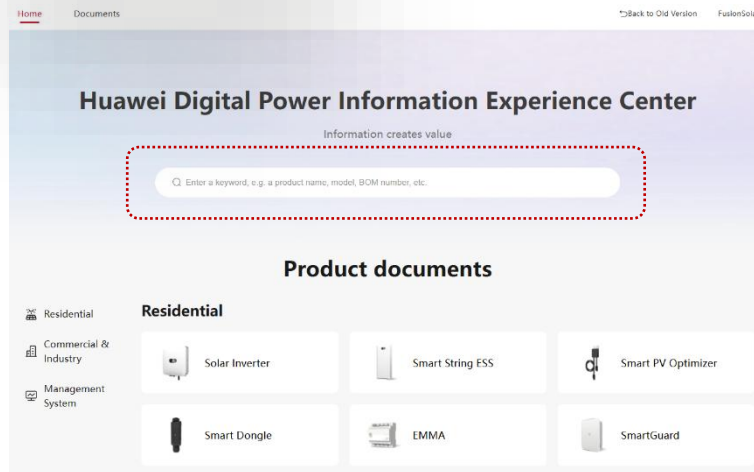 Home Documents Back to Old Version FusionSola
Huawei Digital Power Information Experience Center
Information creates value
Enter a keyword, e.g. a product name, model, BOM number, etc.
Product documents
Residential
Commercial &
Industry
Management
System
Residential
Solar Inverter Smart String ESS Smart PV Optimizer
Smart Dongle EMMA SmartGuard